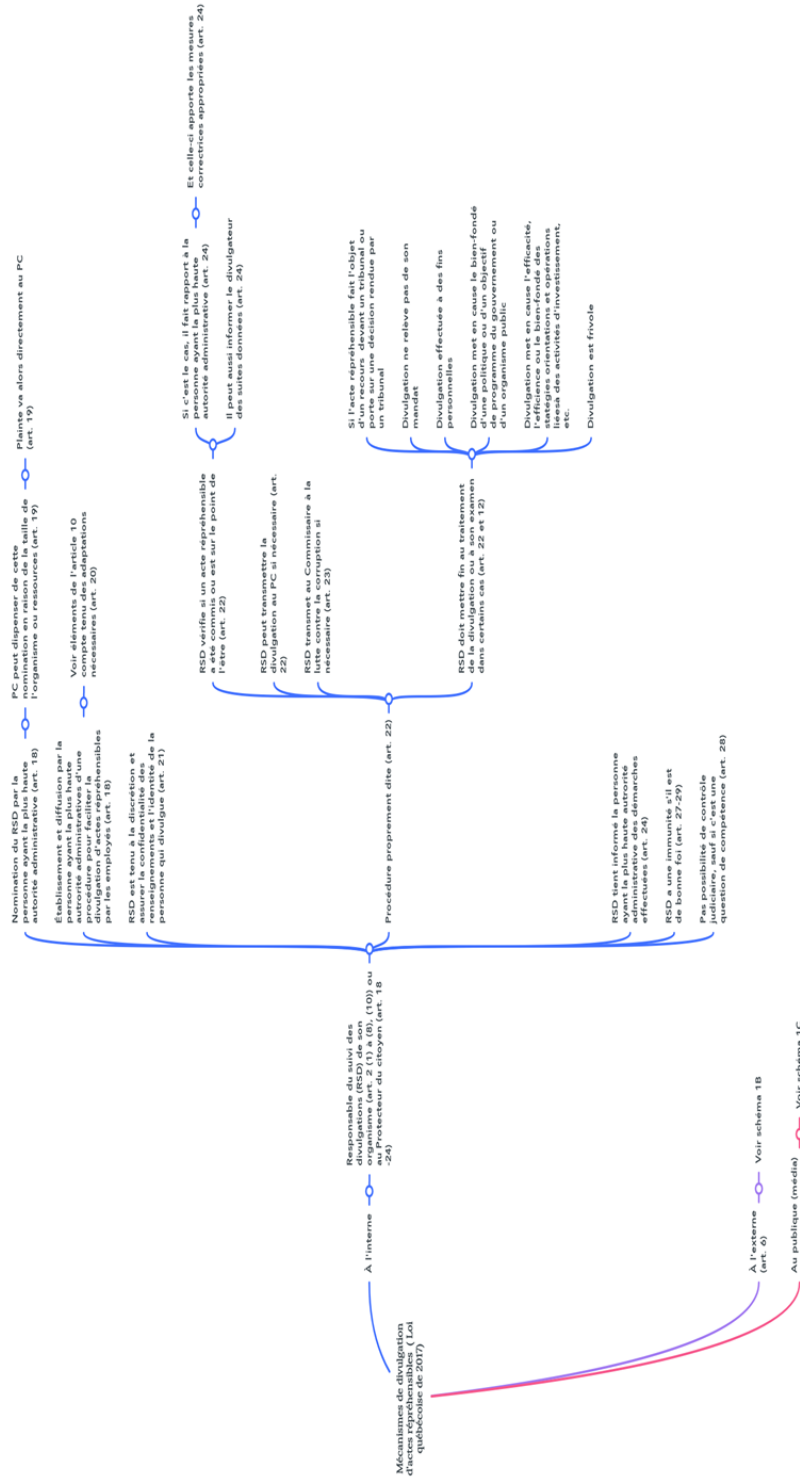 Mécanismes de divulgation
d'actes répréhensibles ( Loi
québécoise de 2017)
À l'interne
Responsable du suivi des
divulgations (RSD) de son
organisme (art. 2 (1) à (8), (10)) ou
au Protecteur du citoyen (art. 18
-24)
Nomination du RSD par la
personne ayant la plus haute
autorité administrative (art. 18)
PC peut dispenser de cette
nomination en raison de la taille de
l'organisme ou ressources (art. 19)
Plainte va alors directement au PC
(art. 19)
Établissement et diffusion par la
personne ayant la plus haute
autrorité administratives d'une
procédure pour faciliter la
divulgation d'actes répréhensibles
par les employés (art. 18)
Voir éléments de l'article 10
compte tenu des adaptations
nécessaires (art. 20)
RSD est tenu à la discrétion et
assurer la confidentialité des
renseignements et l'identité de la
personne qui divulgue (art. 21)
Procédure proprement dite (art. 22)
RSD vérifie si un acte répréhensible
a été commis ou est sur le point de
l'être (art. 22)
Si c'est le cas, il fait rapport à la
personne ayant la plus haute
autorité administrative (art. 24)
Et celle-ci apporte les mesures
correctrices appropriées (art. 24)
Il peut aussi informer le divulgateur
des suites données (art. 24)
RSD peut transmettre la
divulgation au PC si nécessaire (art.
22)
RSD transmet au Commissaire à la
lutte contre la corruption si
nécessaire (art. 23)
RSD doit mettre fin au traitement
de la divulgation ou à son examen
dans certains cas (art. 22 et 12)
Si l'acte répréhensible fait l'objet
d'un recours devant un tribunal ou
porte sur une décision rendue par
un tribunal
Divulgation ne relève pas de son
mandat
Divulgation effectuée à des fins
personnelles
Divulgation met en cause le bien-fondé
d'une politique ou d'un objectif
de programme du gouvernement ou
d'un organisme public
Divulgation met en cause l'efficacité,
l'efficience ou le bien-fondé des
statégies orientations et opérations
liéesà des activités d'investissement,
etc.
Divulgation est frivole
RSD tient informé la personne
ayant la plus haute autrorité
administrative des démarches
effectuées (art. 24)
RSD a une immunité s'il est
de bonne foi (art. 27-29)
Pas possibilité de contrôle
judiciaire, sauf si c'est une
question de compétence (art. 28)
À l'externe
(art. 6)
Voir schéma 1B
Au publique (média)
Voir schéma 1C